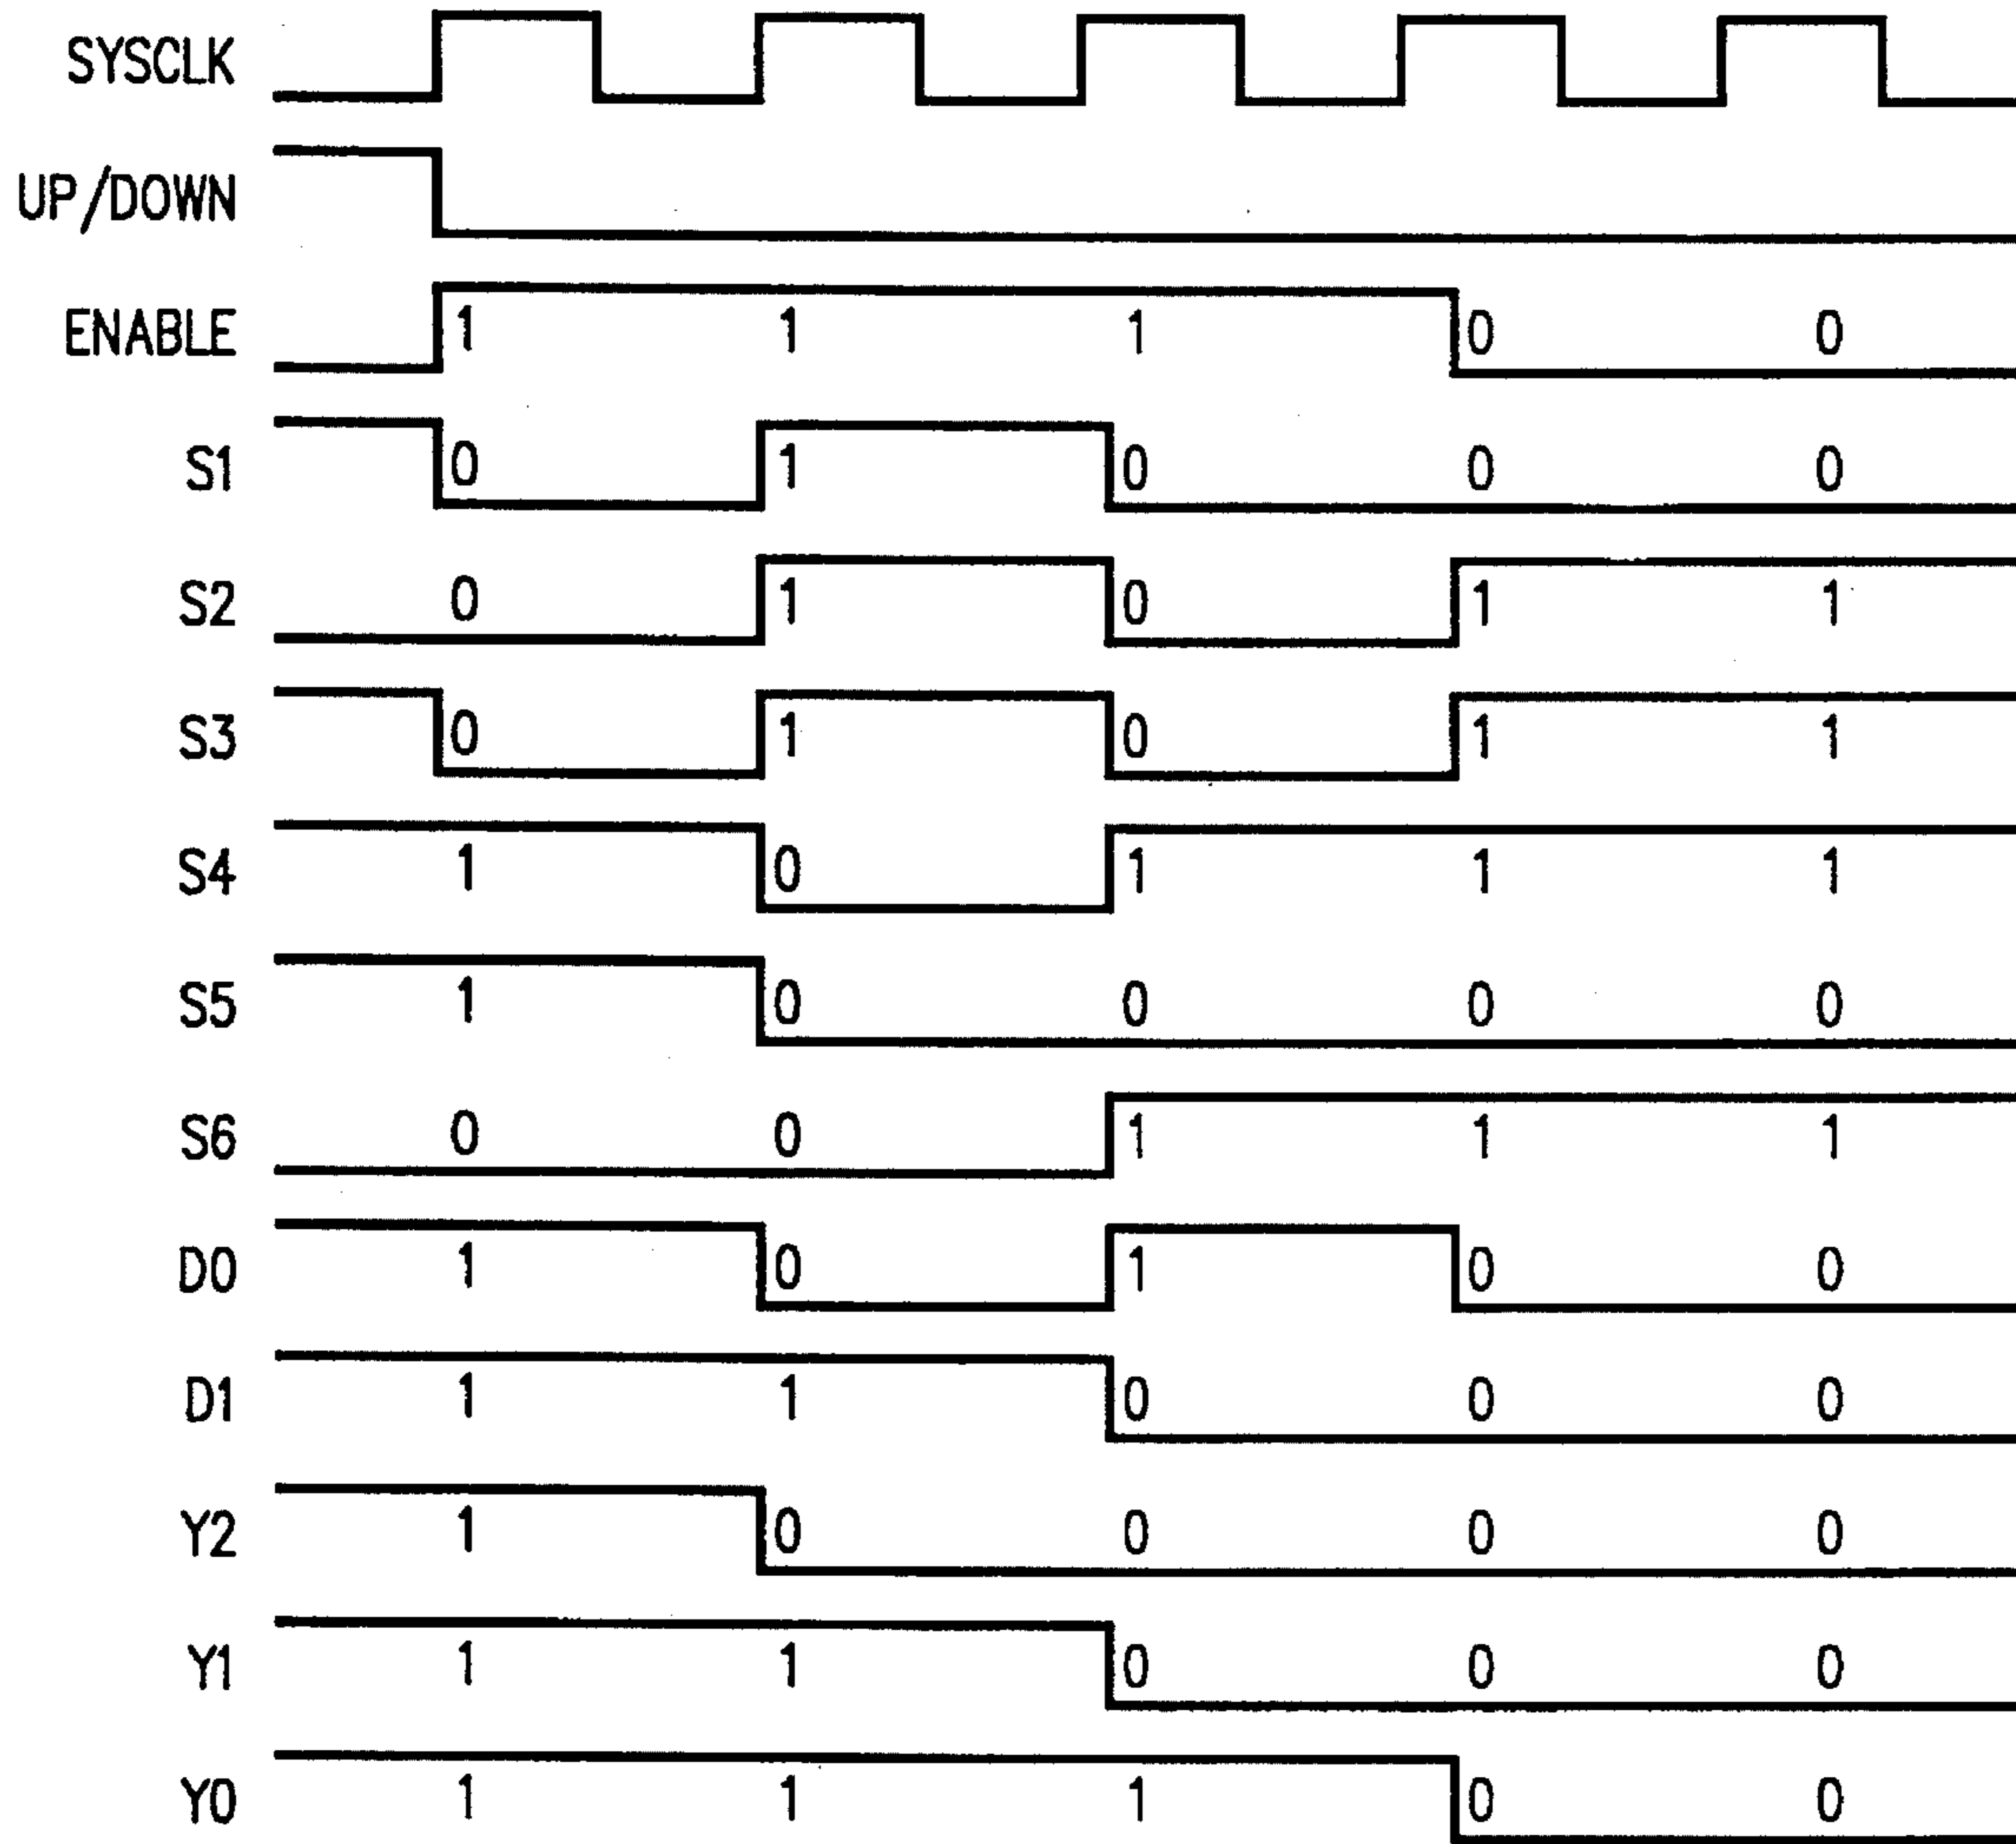 SYSCLK
UP/DOWN
ENABLE 1 1 1 0 0
S1 0 1 0 0 0
S2 0 1 0 1 1
S3 0 1 0 1 1
S4 1 0 1 1 1
S5 1 0 0 0 0
S6 0 0 1 1 1
D0 1 0 1 0 0
D1 1 1 0 0 0
Y2 1 0 0 0 0
Y1 1 1 0 0 0
Y0 1 1 1 0 0